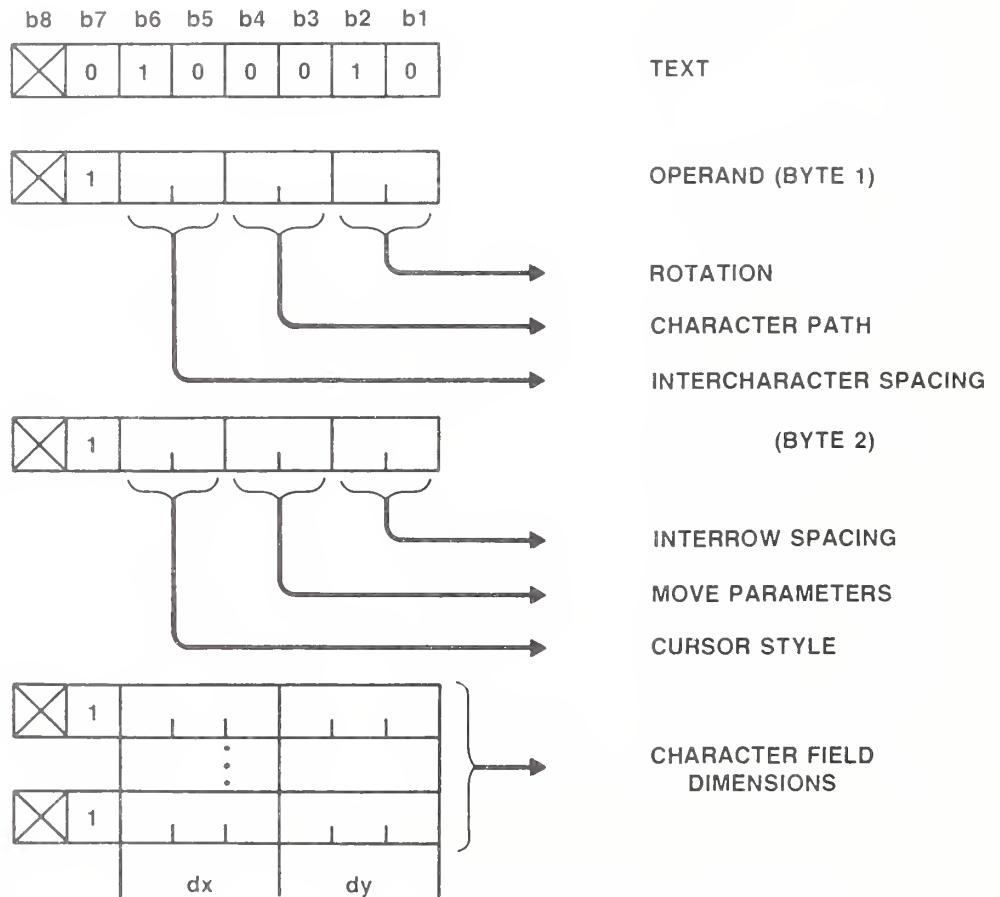 b8 b7 b6 b5 b4 b3 b2 b1
0 1 0 0 0 1 0 TEXT
1 OPERAND (BYTE 1)
ROTATION
CHARACTER PATH
INTERCHARACTER SPACING
1 (BYTE 2)
INTERROW SPACING
MOVE PARAMETERS
CURSOR STYLE
1
CHARACTER FIELD
DIMENSIONS
1
dx dy